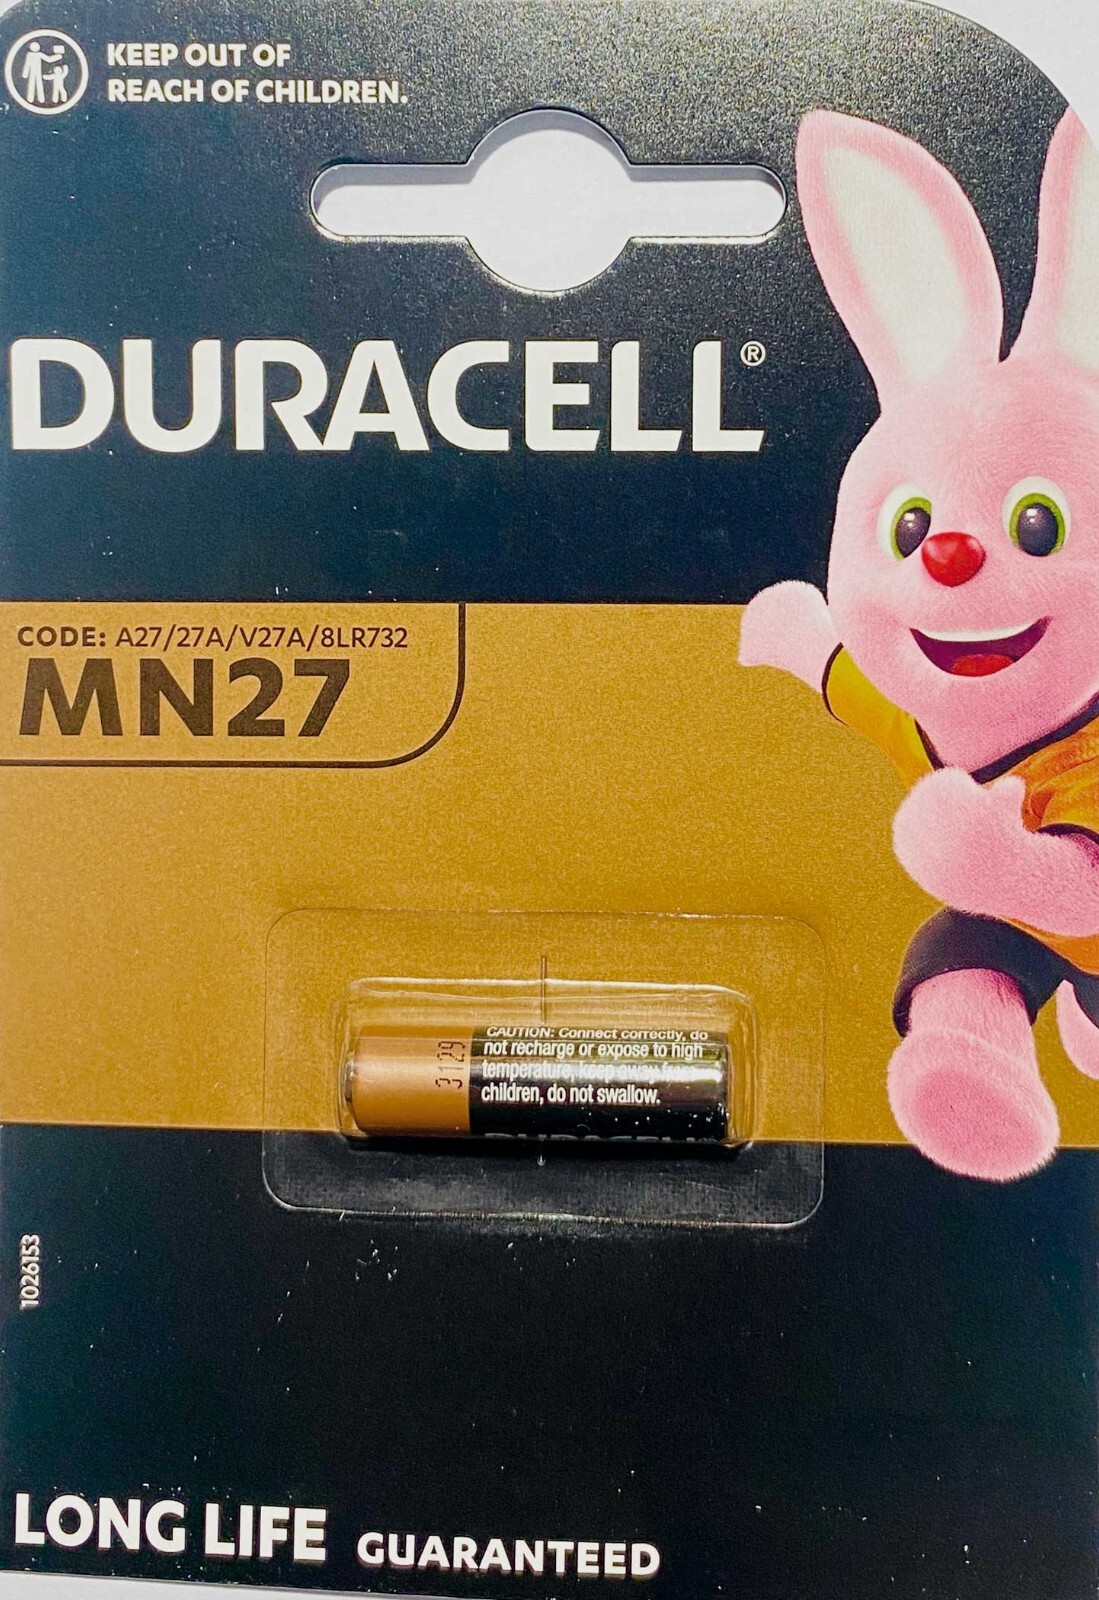 KEEP OUT OF
REACH OF CHILDREN.
DURACELL®
CODE: A27/27A/V27A/8LR732
MN27
CAUTION: Connect correctly, do
not recharge or expose to high
temperature, keep away from
children, do not swallow.
3129
1026153
LONG LIFE GUARANTEED